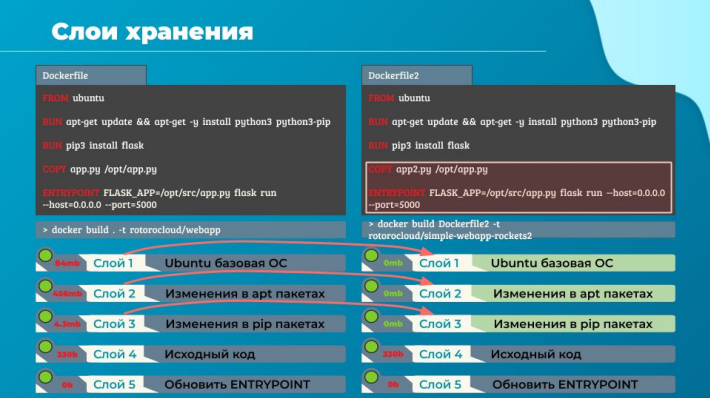 Слои хранения
Dockerfile
FROM ubuntu
RUN apt-get update && apt-get -y install python3 python3-pip
RUN pip3 install flask
COPY app.py /opt/app.py
ENTRYPOINT FLASK_APP=/opt/src/app.py flask run
--host=0.0.0.0 --port=5000
> docker build . -t rotorocloud/webapp
84mb Слой 1 Ubuntu базовая ОС
456mb Слой 2 Изменения в apt пакетах
4.3mb Слой 3 Изменения в pip пакетах
330b Слой 4 Исходный код
0b Слой 5 Обновить ENTRYPOINT
Dockerfile2
FROM ubuntu
RUN apt-get update && apt-get -y install python3 python3-pip
RUN pip3 install flask
COPY app2.py /opt/app.py
ENTRYPOINT FLASK_APP=/opt/src/app.py flask run --host=0.0.0.0
--port=5000
> docker build Dockerfile2 -t
rotorocloud/simple-webapp-rockets2
0mb Слой 1 Ubuntu базовая ОС
0mb Слой 2 Изменения в apt пакетах
0mb Слой 3 Изменения в pip пакетах
330b Слой 4 Исходный код
0b Слой 5 Обновить ENTRYPOINT